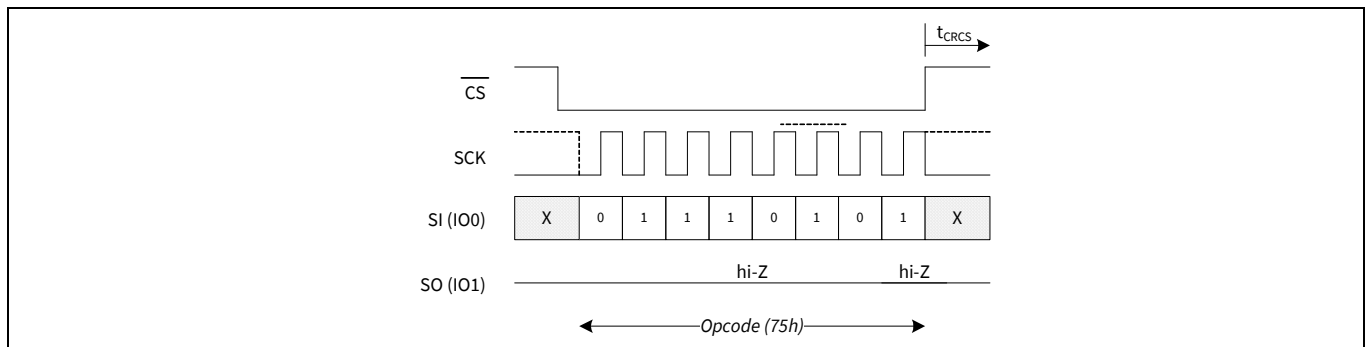 tCRCS
CS
SCK
SI (IO0) X 0 1 1 1 0 1 0 1 X
hi-Z hi-Z
SO (IO1)
Opcode (75h)